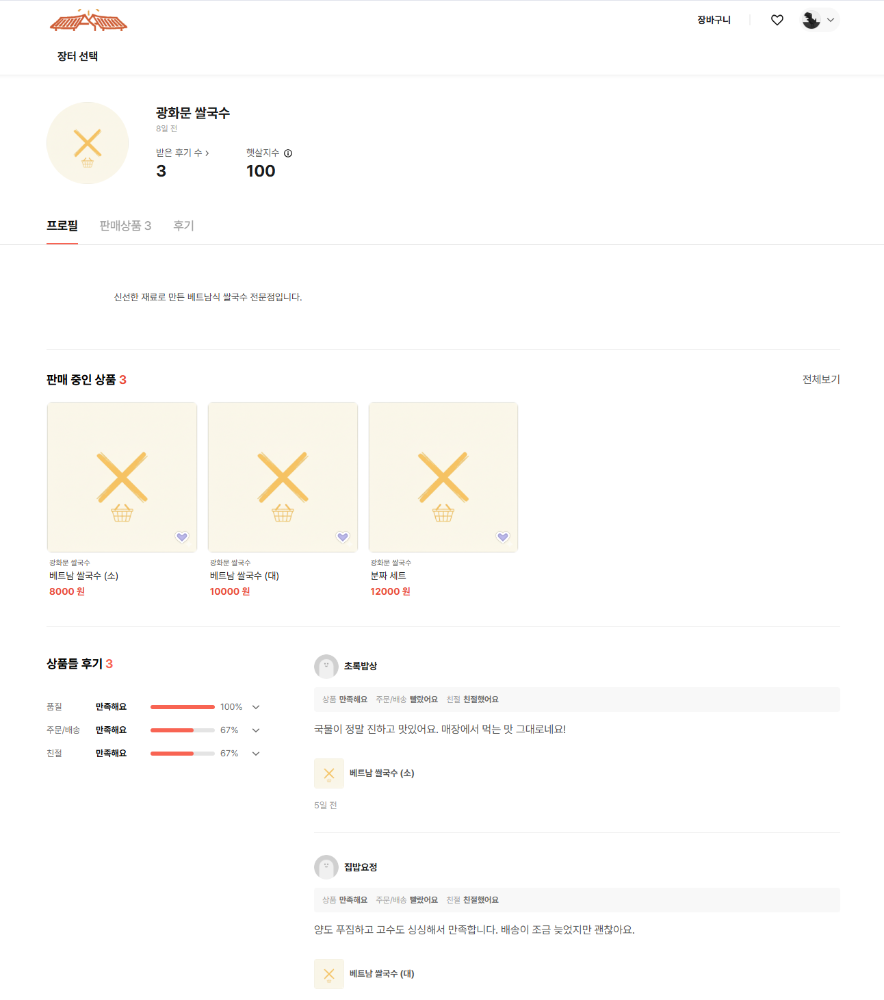 장바구니
장터 선택
광화문 쌀국수
8일 전
받은 후기 수 >
햇살지수
3
100
프로필
판매상품 3
후기
신선한 재료로 만든 베트남식 쌀국수 전문점입니다.
판매 중인 상품 3
전체보기
광화문 쌀국수
베트남 쌀국수 (소)
8000 원
광화문 쌀국수
베트남 쌀국수 (대)
10000 원
광화문 쌀국수
분짜 세트
12000 원
상품들 후기 3
품질 만족해요 100%
주문/배송 만족해요 67%
친절 만족해요 67%
초록밥상
상품 만족해요 주문/배송 빨랐어요 친절 친절했어요
국물이 정말 진하고 맛있어요. 매장에서 먹는 맛 그대로네요!
베트남 쌀국수 (소)
5일 전
집밥요정
상품 만족해요 주문/배송 빨랐어요 친절 친절했어요
양도 푸짐하고 고수도 싱싱해서 만족합니다. 배송이 조금 늦었지만 괜찮아요.
베트남 쌀국수 (대)